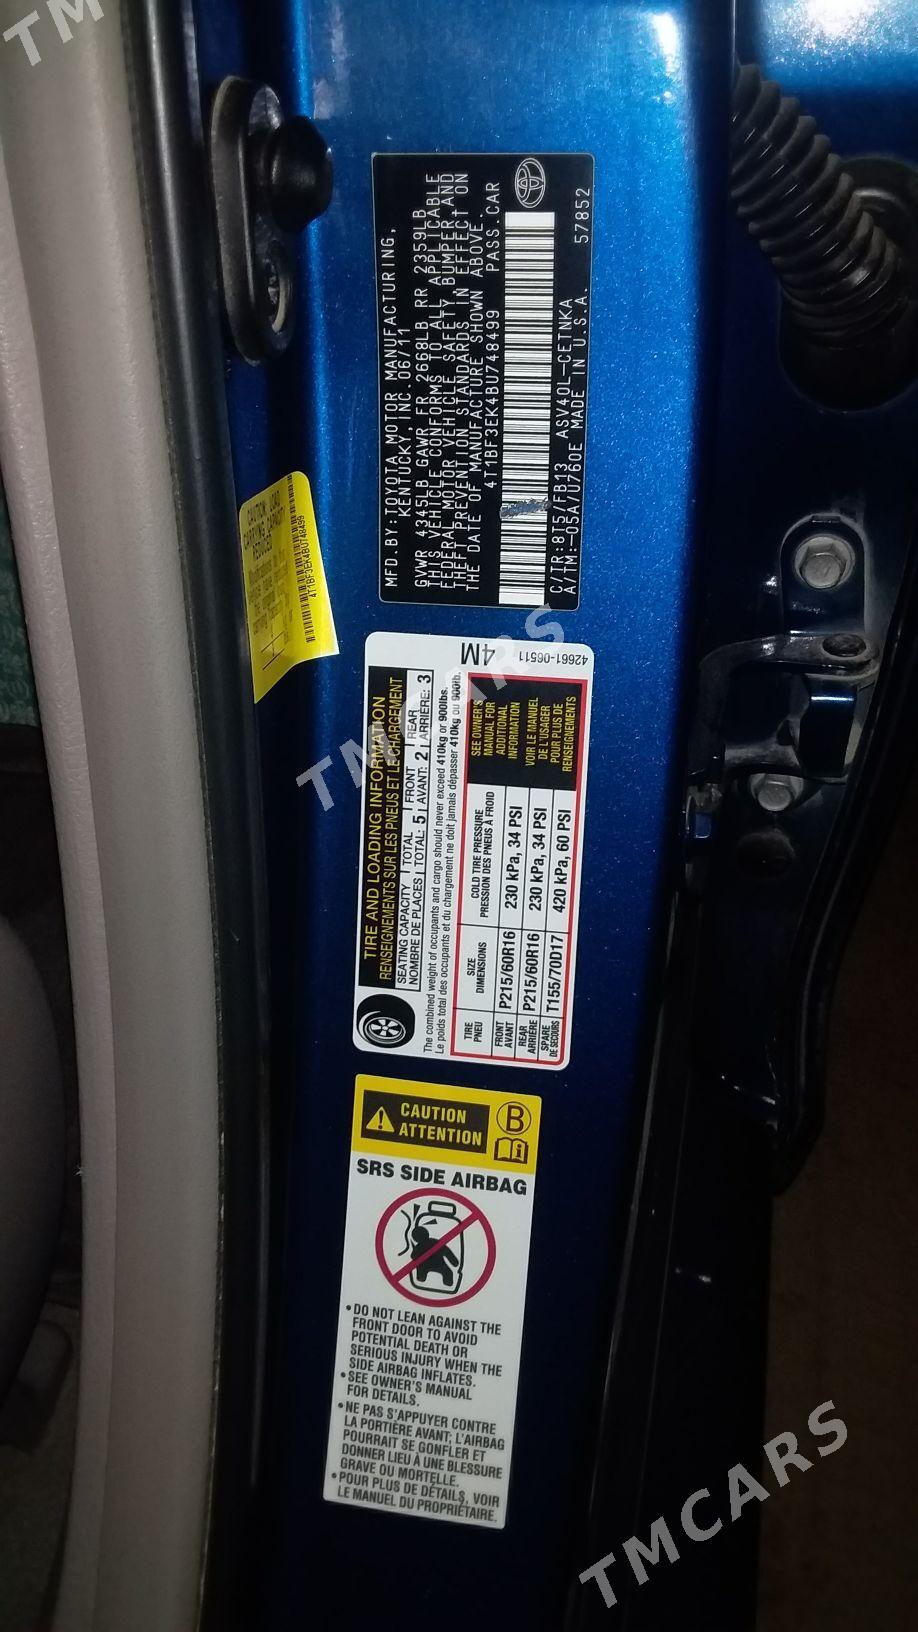 MFD.BY:TOYOTA MOTOR MANUFACTURING,
KENTUCKY, INC. 06/11
GVWR 4345LB GAWR FR 2668LB RR 2359LB
THIS VEHICLE CONFORMS TO ALL APPLICABLE
FEDERAL MOTOR VEHICLE SAFETY, BUMPER, AND
THEFT PREVENTION STANDARDS IN EFFECT ON
THE DATE OF MANUFACTURE SHOWN ABOVE.
4T1BF3EK4BU748499 PASS.CAR
C/TR:8T5/FB13 ASV40L-CETNKA
A/TM:-05A/U760E MADE IN U.S.A. 57852
CAUTION: LOAD
CARRYING CAPACITY
REDUCED
4T1BF3EK4BU748499
TIRE AND LOADING INFORMATION
RENSEIGNEMENTS SUR LES PNEUS ET LE CHARGEMENT
SEATING CAPACITY TOTAL FRONT REAR
NOMBRE DE PLACES TOTAL: 5 AVANT: 2 ARRIÈRE: 3
The combined weight of occupants and cargo should never exceed 410kg or 900lbs.
Le poids total des occupants et du chargement ne doit jamais dépasser 410kg ou 900lb.
4M
42661-06511
TIRE PNEU
SIZE DIMENSIONS
COLD TIRE PRESSURE PRESSION DES PNEUS À FROID
FRONT AVANT P215/60R16 230 kPa, 34 PSI
REAR ARRIÈRE P215/60R16 230 kPa, 34 PSI
SPARE DE SECOURS T155/70D17 420 kPa, 60 PSI
SEE OWNER'S
MANUAL FOR
ADDITIONAL
INFORMATION
VOIR LE MANUEL
DE L'USAGER
POUR PLUS DE
RENSEIGNEMENTS
CAUTION
ATTENTION
B
SRS SIDE AIRBAG
•DO NOT LEAN AGAINST THE
FRONT DOOR TO AVOID
POTENTIAL DEATH OR
SERIOUS INJURY WHEN THE
SIDE AIRBAG INFLATES.
•SEE OWNER'S MANUAL
FOR DETAILS.
•NE PAS S'APPUYER CONTRE
LA PORTIÈRE AVANT; L'AIRBAG
POURRAIT SE GONFLER ET
DONNER LIEU À UNE BLESSURE
GRAVE OU MORTELLE.
•POUR PLUS DE DÉTAILS, VOIR
LE MANUEL DU PROPRIÉTAIRE.
TM
TMCARS
TMCARS